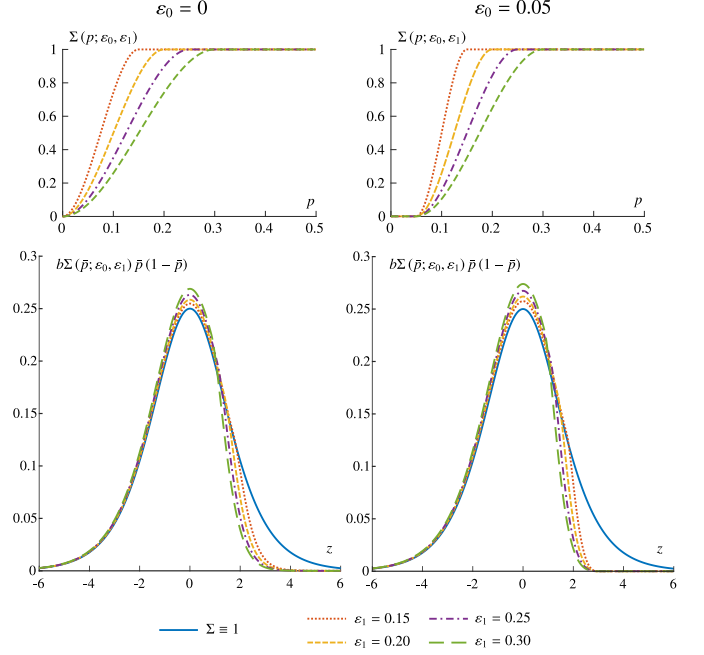 ε₀ = 0
ε₀ = 0.05
Σ (p; ε₀, ε₁)
1
0.8
0.6
0.4
0.2
0
0 0.1 0.2 0.3 0.4 0.5
p
Σ (p; ε₀, ε₁)
1
0.8
0.6
0.4
0.2
0
0 0.1 0.2 0.3 0.4 0.5
p
0.3
0.25
0.2
0.15
0.1
0.05
0
bΣ (p̄; ε₀, ε₁) p̄ (1 − p̄)
z
-6 -4 -2 0 2 4 6
0.3
0.25
0.2
0.15
0.1
0.05
0
bΣ (p̄; ε₀, ε₁) p̄ (1 − p̄)
z
-6 -4 -2 0 2 4 6
Σ ≡ 1
ε₁ = 0.15
ε₁ = 0.25
ε₁ = 0.20
ε₁ = 0.30